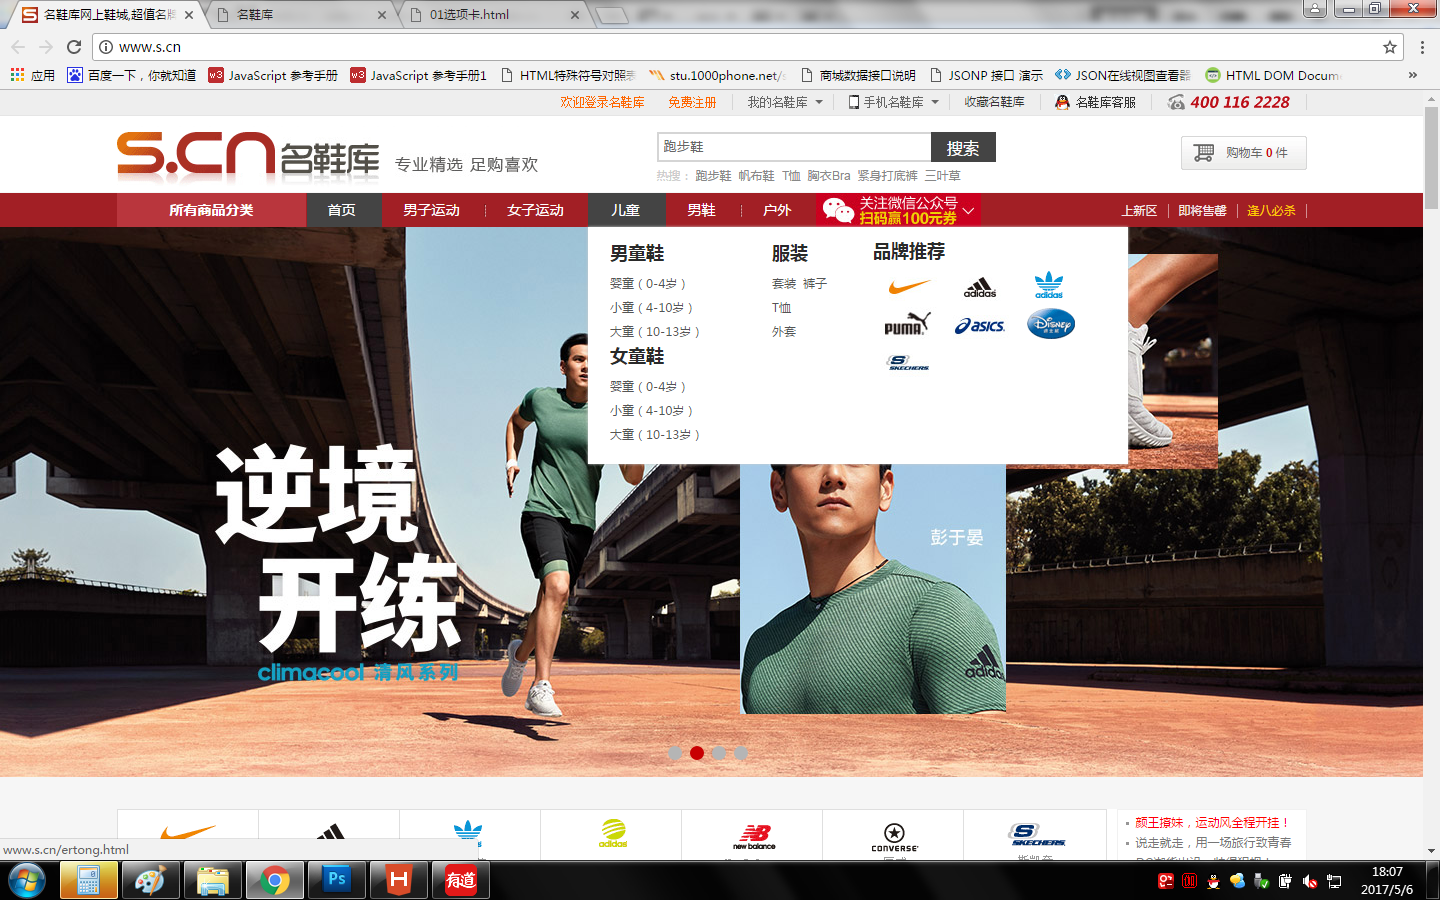 名鞋库网上鞋城,超值名牌
名鞋库
01选项卡.html
www.s.cn
应用
百度一下，你就知道
JavaScript 参考手册
JavaScript 参考手册1
HTML特殊符号对照表
stu.1000phone.net/s
商城数据接口说明
JSONP 接口 演示
JSON在线视图查看器
HTML DOM Docum
欢迎登录名鞋库
免费注册
我的名鞋库
手机名鞋库
收藏名鞋库
名鞋库客服
400 116 2228
s.cn 名鞋库
专业精选 足购喜欢
跑步鞋
搜索
购物车 0 件
热搜： 跑步鞋 帆布鞋 T恤 胸衣Bra 紧身打底裤 三叶草
所有商品分类
首页
男子运动
女子运动
儿童
男鞋
户外
关注微信公众号
扫码赢100元券
上新区
即将售罄
逢八必杀
男童鞋
婴童 ( 0-4岁 )
小童 ( 4-10岁 )
大童 ( 10-13岁 )
女童鞋
婴童 ( 0-4岁 )
小童 ( 4-10岁 )
大童 ( 10-13岁 )
服装
套装 裤子
T恤
外套
品牌推荐
adidas
adidas
PUMA
asics
Disney
SKECHERS
逆境
开练
climacool 清风系列
彭于晏
adidas
adidas
new balance
CONVERSE
SKECHERS
颜王撩妹，运动风全程开挂！
说走就走，用一场旅行致青春
www.s.cn/ertong.html
Ps
有道
18:07
2017/5/6